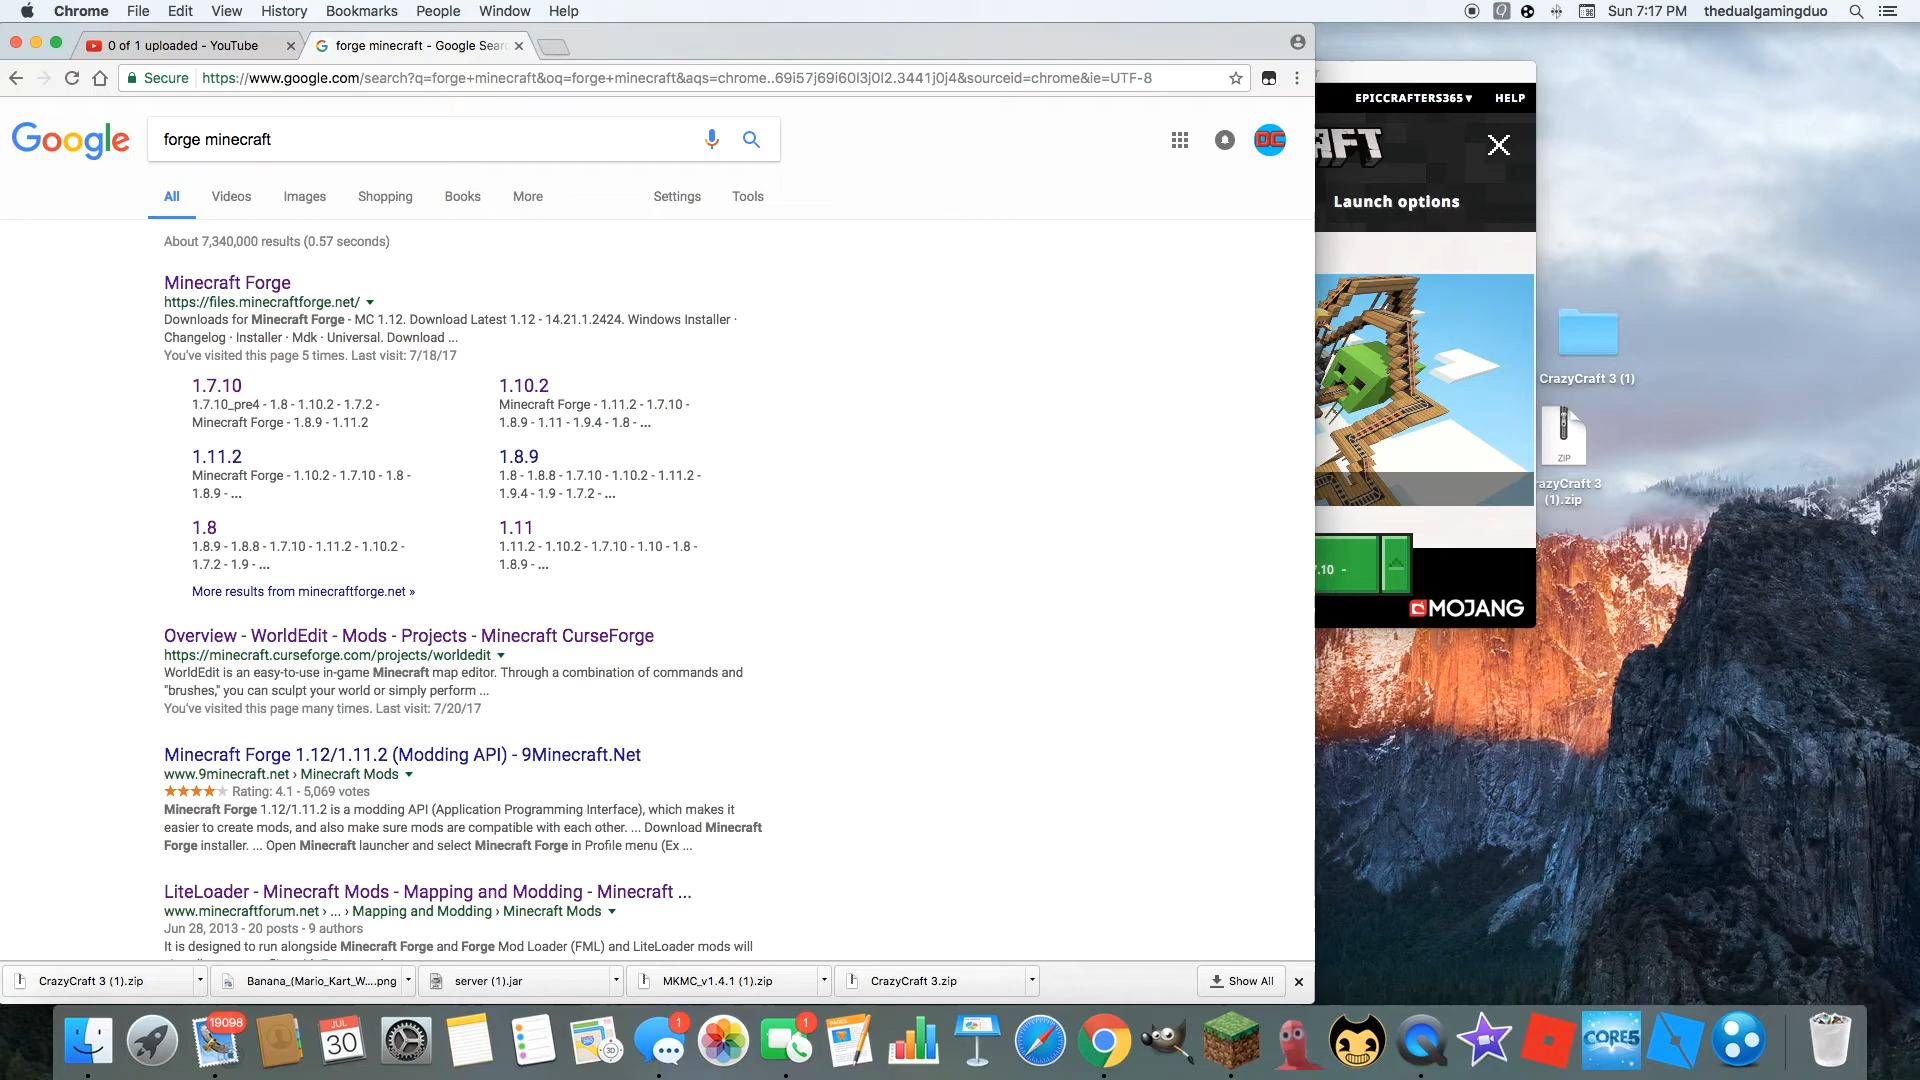 Chrome File Edit View History Bookmarks People Window Help Sun 7:17 PM thedualgamingduo
0 of 1 uploaded - YouTube forge minecraft - Google Sear
Secure https://www.google.com/search?q=forge+minecraft&oq=forge+minecraft&aqs=chrome..69i57j69i60l3j0l2.3441j0j4&sourceid=chrome&ie=UTF-8
Google forge minecraft DC
All Videos Images Shopping Books More Settings Tools
About 7,340,000 results (0.57 seconds)
Minecraft Forge
https://files.minecraftforge.net/
Downloads for Minecraft Forge - MC 1.12. Download Latest 1.12 - 14.21.1.2424. Windows Installer ·
Changelog · Installer · Mdk · Universal. Download ...
You've visited this page 5 times. Last visit: 7/18/17
1.7.10
1.7.10_pre4 - 1.8 - 1.10.2 - 1.7.2 -
Minecraft Forge - 1.8.9 - 1.11.2
1.10.2
Minecraft Forge - 1.11.2 - 1.7.10 -
1.8.9 - 1.11 - 1.9.4 - 1.8 - ...
1.11.2
Minecraft Forge - 1.10.2 - 1.7.10 - 1.8 -
1.8.9 - ...
1.8.9
1.8 - 1.8.8 - 1.7.10 - 1.10.2 - 1.11.2 -
1.9.4 - 1.9 - 1.7.2 - ...
1.8
1.8.9 - 1.8.8 - 1.7.10 - 1.11.2 - 1.10.2 -
1.7.2 - 1.9 - ...
1.11
1.11.2 - 1.10.2 - 1.7.10 - 1.10 - 1.8 -
1.8.9 - ...
More results from minecraftforge.net »
Overview - WorldEdit - Mods - Projects - Minecraft CurseForge
https://minecraft.curseforge.com/projects/worldedit
WorldEdit is an easy-to-use in-game Minecraft map editor. Through a combination of commands and
"brushes," you can sculpt your world or simply perform ...
You've visited this page many times. Last visit: 7/20/17
Minecraft Forge 1.12/1.11.2 (Modding API) - 9Minecraft.Net
www.9minecraft.net › Minecraft Mods
Rating: 4.1 - 5,069 votes
Minecraft Forge 1.12/1.11.2 is a modding API (Application Programming Interface), which makes it
easier to create mods, and also make sure mods are compatible with each other. ... Download Minecraft
Forge installer. ... Open Minecraft launcher and select Minecraft Forge in Profile menu (Ex ...
LiteLoader - Minecraft Mods - Mapping and Modding - Minecraft ...
www.minecraftforum.net › ... › Mapping and Modding › Minecraft Mods
Jun 28, 2013 - 20 posts - 9 authors
It is designed to run alongside Minecraft Forge and Forge Mod Loader (FML) and LiteLoader mods will
EPICCRAFTERS365 HELP
AFT
Launch options
.10 -
MOJANG
CrazyCraft 3 (1)
ZIP
razyCraft 3
(1).zip
CrazyCraft 3 (1).zip Banana_(Mario_Kart_W....png server (1).jar MKMC_v1.4.1 (1).zip CrazyCraft 3.zip Show All
19098 JUL 30 1 1 PAGES CORE5